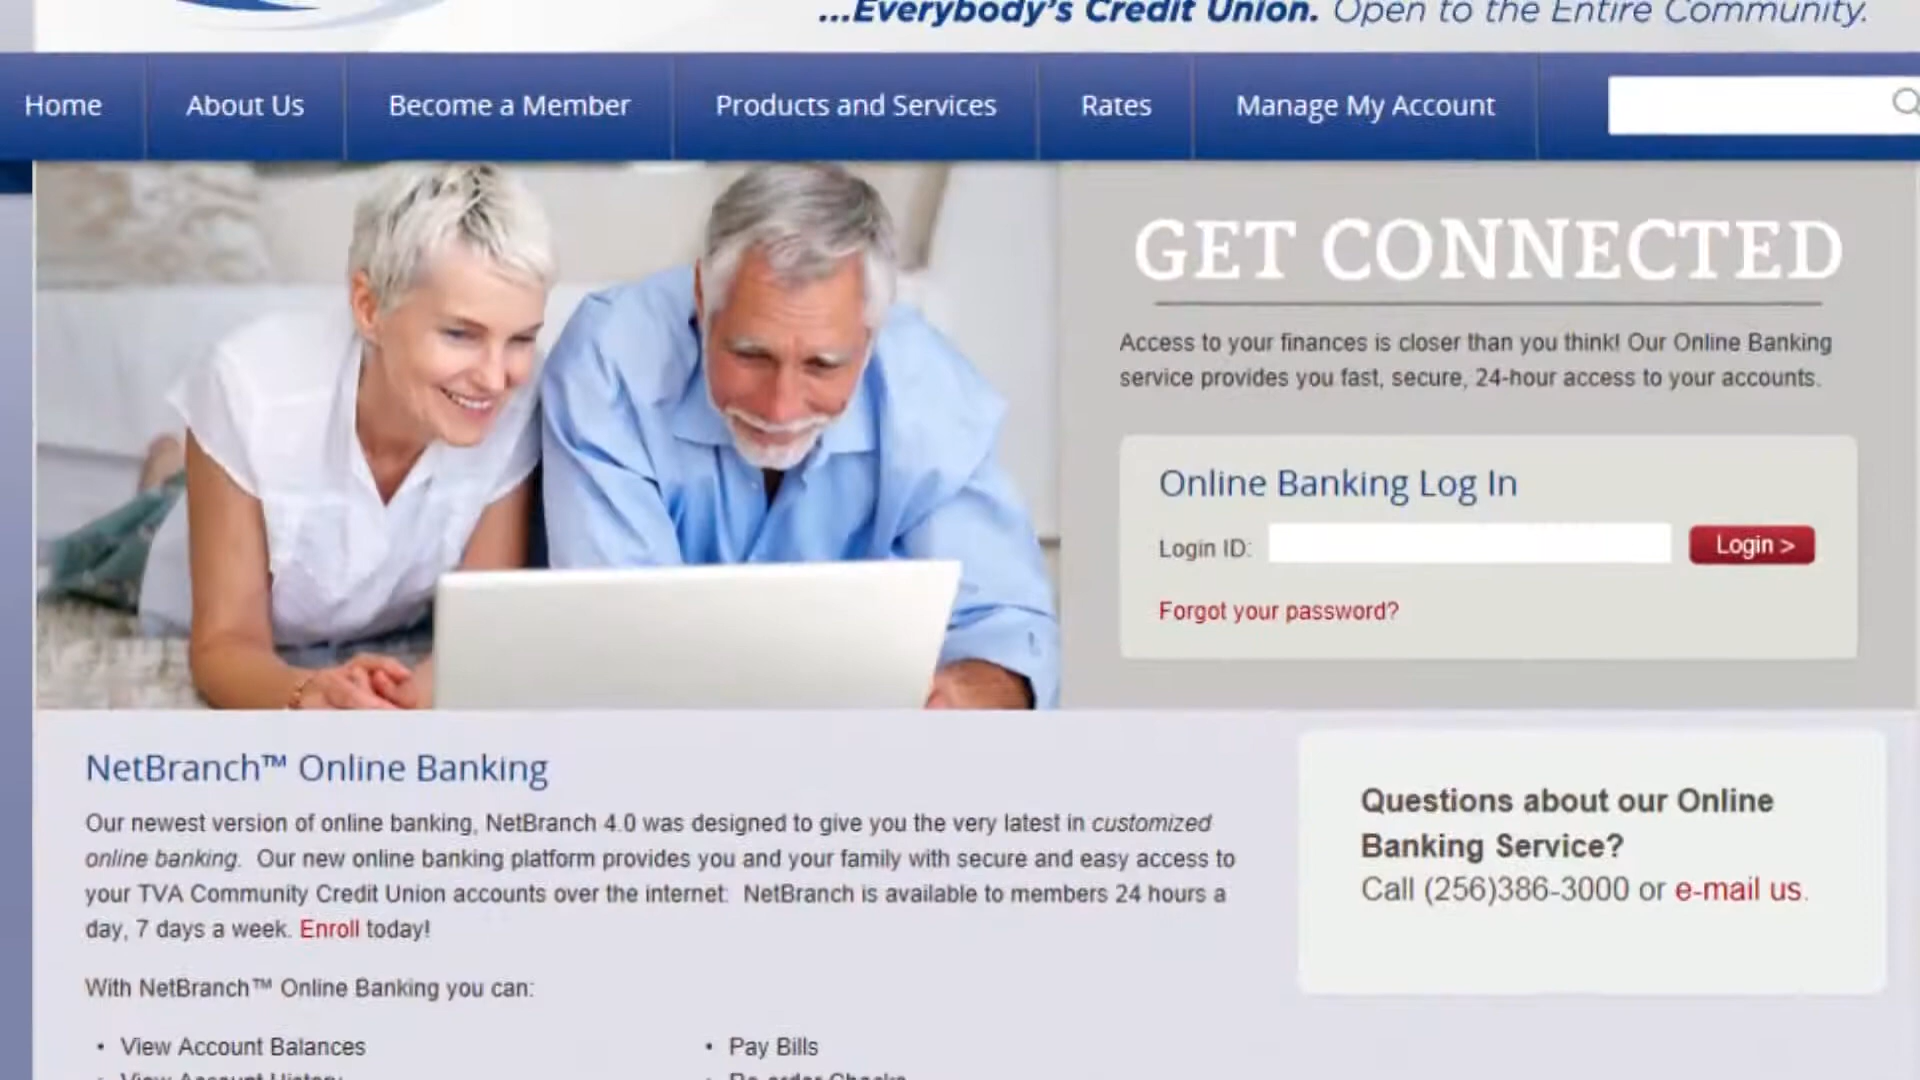 ...Everybody's Credit Union. Open to the Entire Community.
Home About Us Become a Member Products and Services Rates Manage My Account
GET CONNECTED
Access to your finances is closer than you think! Our Online Banking
service provides you fast, secure, 24-hour access to your accounts.
Online Banking Log In
Login ID: Login >
Forgot your password?
NetBranch™ Online Banking
Our newest version of online banking, NetBranch 4.0 was designed to give you the very latest in customized
online banking. Our new online banking platform provides you and your family with secure and easy access to
your TVA Community Credit Union accounts over the internet. NetBranch is available to members 24 hours a
day, 7 days a week. Enroll today!
With NetBranch™ Online Banking you can:
• View Account Balances
• View Account History
• Pay Bills
• Re-order Checks
Questions about our Online
Banking Service?
Call (256)386-3000 or e-mail us.